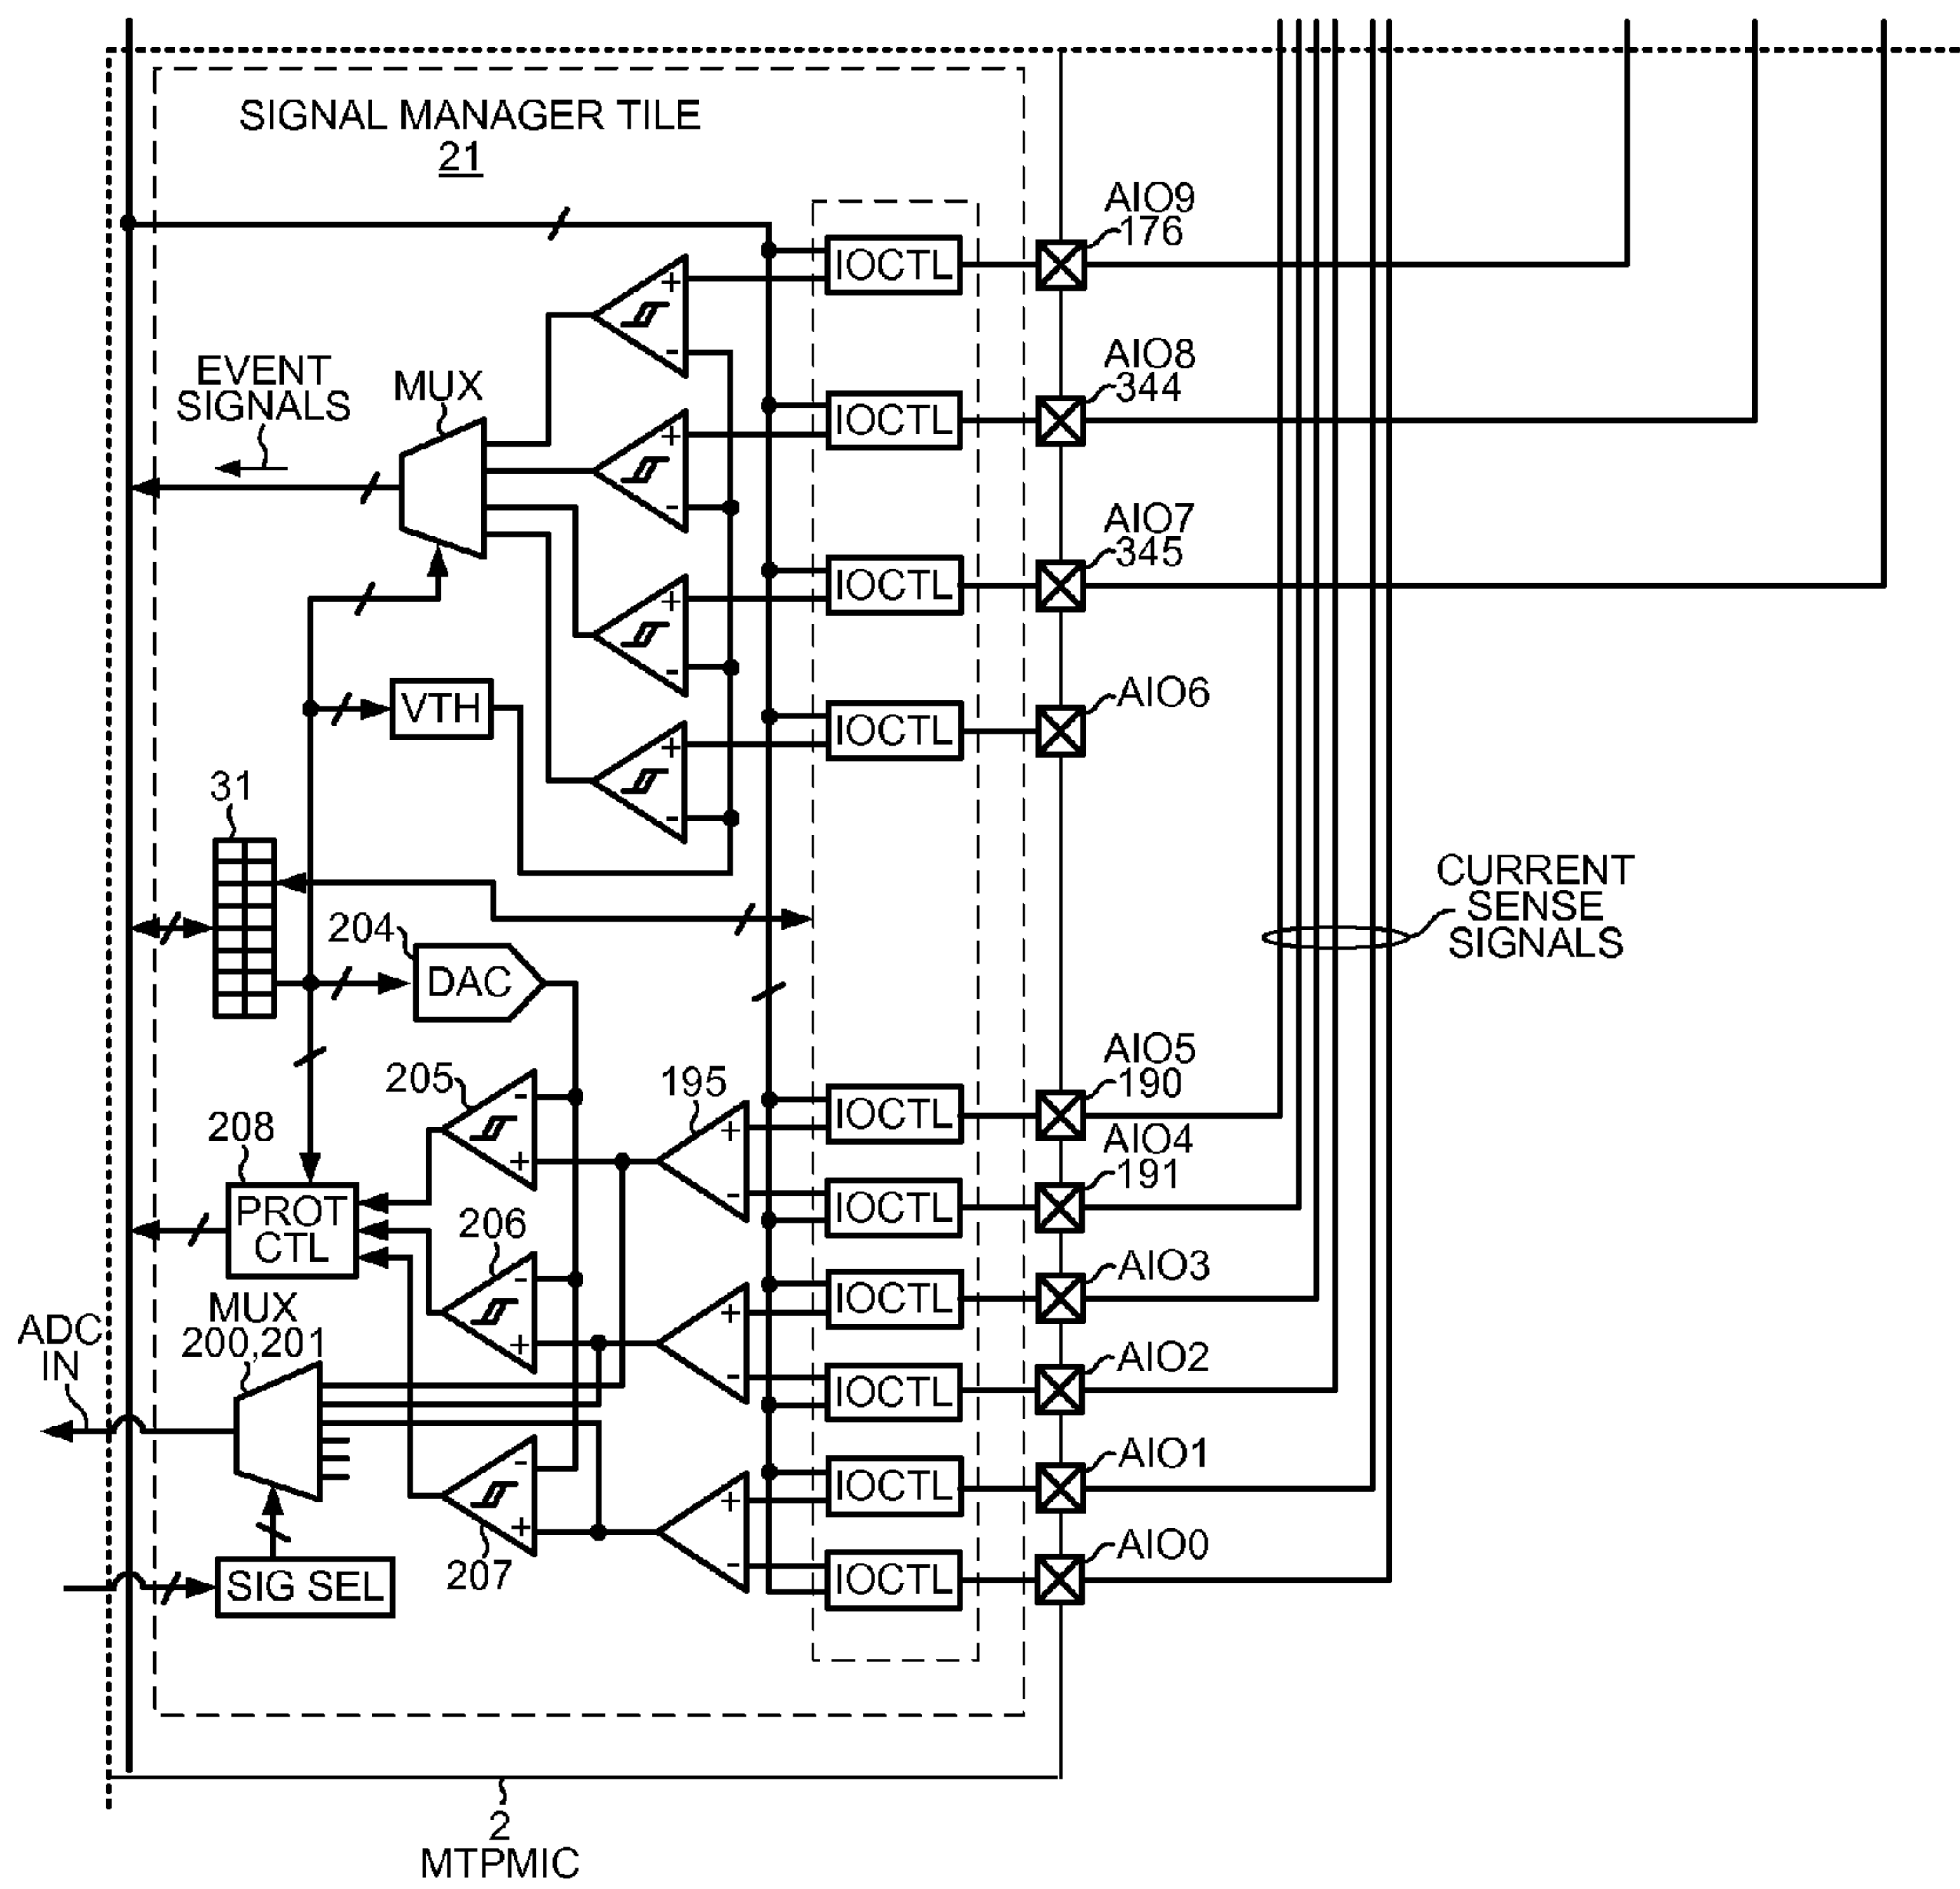 SIGNAL MANAGER TILE
21
AIO9
176
IOCTL
+
-
EVENT
SIGNALS
MUX
AIO8
344
IOCTL
+
-
AIO7
345
IOCTL
+
-
VTH
AIO6
IOCTL
+
-
31
CURRENT
SENSE
SIGNALS
204
DAC
AIO5
190
IOCTL
205
195
-
+
+
-
AIO4
191
IOCTL
208
PROT
CTL
206
-
+
AIO3
IOCTL
+
-
AIO2
IOCTL
MUX
200,201
ADC
IN
AIO1
IOCTL
-
+
207
+
-
AIO0
IOCTL
SIG SEL
2
MTPMIC